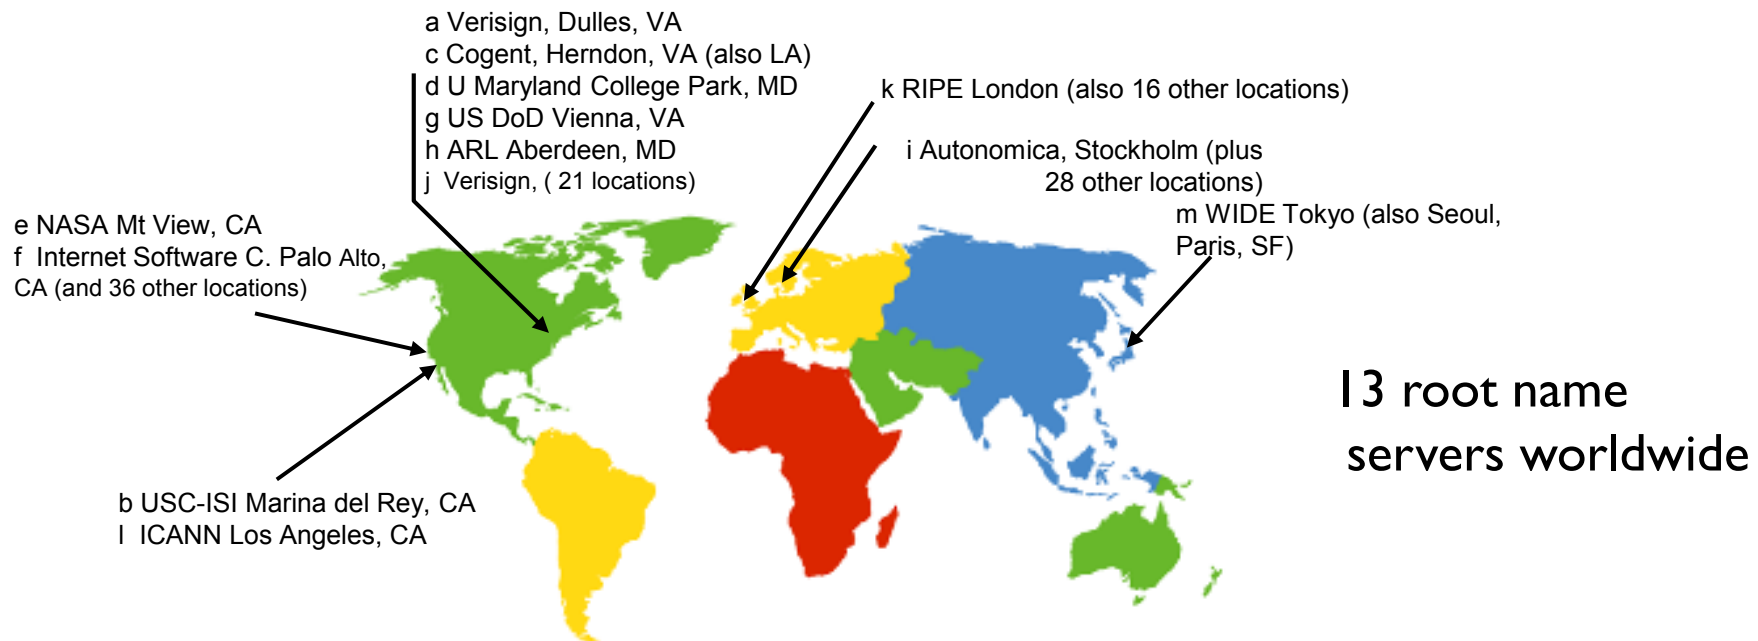 a Verisign, Dulles, VA
c Cogent, Herndon, VA (also LA)
d U Maryland College Park, MD
g US DoD Vienna, VA
h ARL Aberdeen, MD
j Verisign, ( 21 locations)
k RIPE London (also 16 other locations)
i Autonomica, Stockholm (plus
28 other locations)
m WIDE Tokyo (also Seoul,
Paris, SF)
e NASA Mt View, CA
f Internet Software C. Palo Alto,
CA (and 36 other locations)
13 root name
servers worldwide
b USC-ISI Marina del Rey, CA
l ICANN Los Angeles, CA